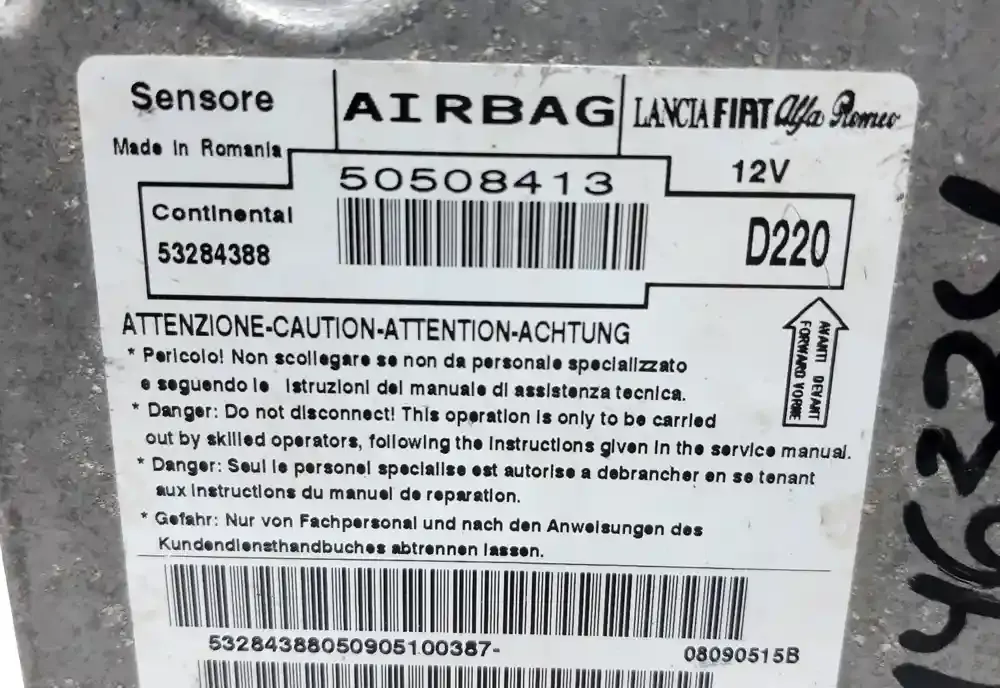 Sensore
AIRBAG
LANCIA FIAT Alfa Romeo
Made in Romania
50508413
12V
Continental
53284388
D220
ATTENZIONE-CAUTION-ATTENTION-ACHTUNG
AVANTI DEVANT
FORWARD VORNE
* Pericolo! Non scollegare se non da personale specializzato
e seguendo le istruzioni del manuale di assistenza tecnica.
* Danger: Do not disconnect! This operation is only to be carried
out by skilled operators, following the instructions given in the service manual.
* Danger: Seul le personel specialise est autorise a debrancher en se tenant
aux instructions du manuel de reparation.
* Gefahr: Nur von Fachpersonal und nach den Anweisungen des
Kundendiensthandbuches abtrennen lassen.
53284388050905100387-
08090515B